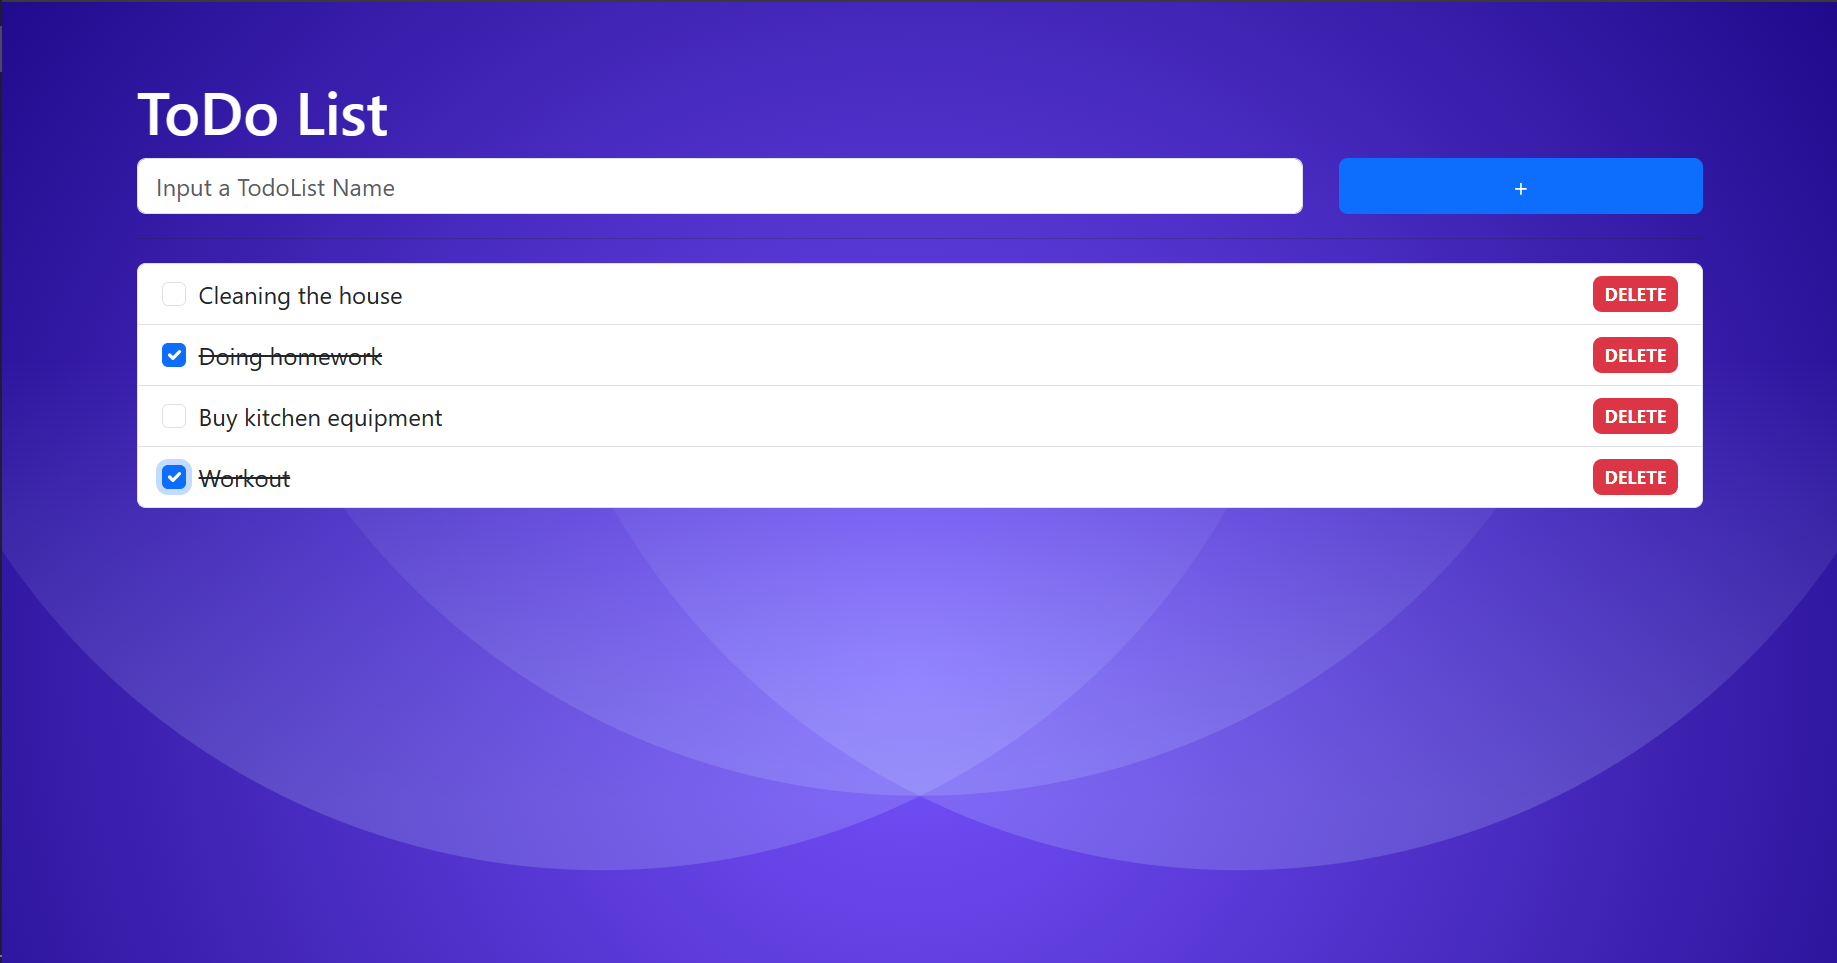 ToDo List
Input a TodoList Name
+
Cleaning the house DELETE
Doing homework DELETE
Buy kitchen equipment DELETE
Workout DELETE